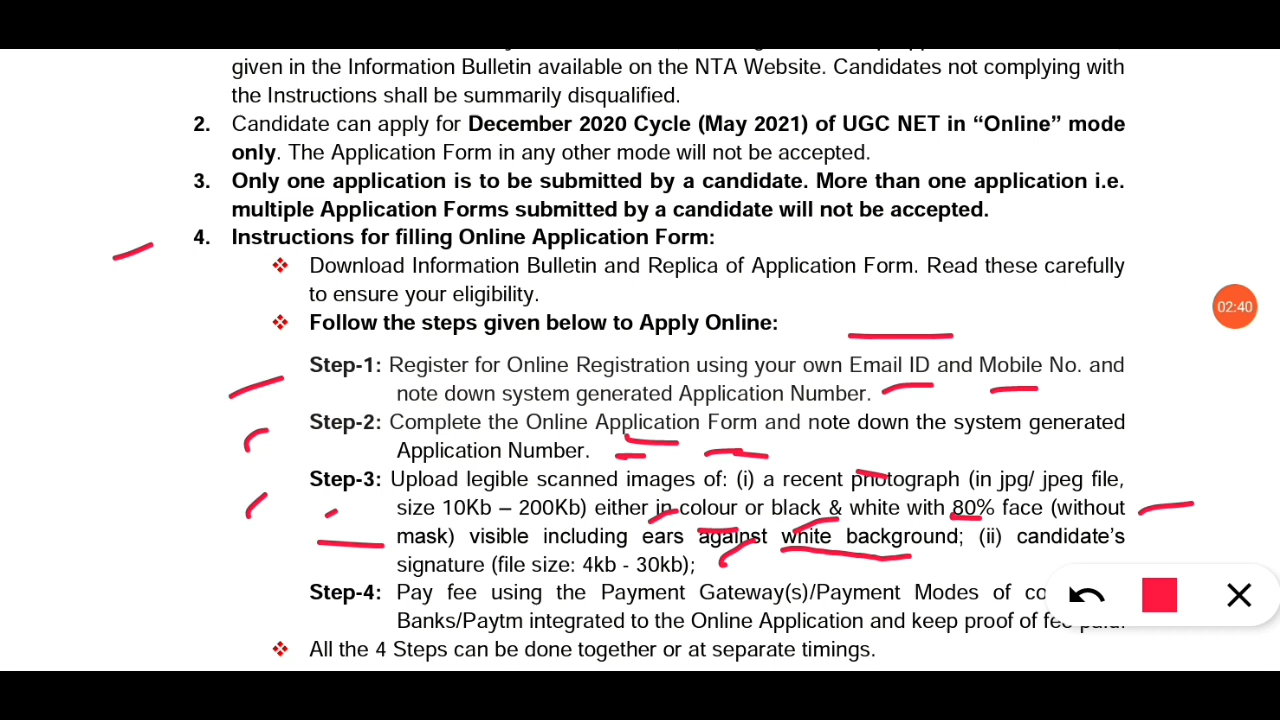 given in the Information Bulletin available on the NTA Website. Candidates not complying with
the Instructions shall be summarily disqualified.
2. Candidate can apply for December 2020 Cycle (May 2021) of UGC NET in “Online” mode
only. The Application Form in any other mode will not be accepted.
3. Only one application is to be submitted by a candidate. More than one application i.e.
multiple Application Forms submitted by a candidate will not be accepted.
4. Instructions for filling Online Application Form:
Download Information Bulletin and Replica of Application Form. Read these carefully
to ensure your eligibility.
02:40
Follow the steps given below to Apply Online:
Step-1: Register for Online Registration using your own Email ID and Mobile No. and
note down system generated Application Number.
Step-2: Complete the Online Application Form and note down the system generated
Application Number.
Step-3: Upload legible scanned images of: (i) a recent photograph (in jpg/ jpeg file,
size 10Kb – 200Kb) either in colour or black & white with 80% face (without
mask) visible including ears against white background; (ii) candidate’s
signature (file size: 4kb - 30kb);
Step-4: Pay fee using the Payment Gateway(s)/Payment Modes of
Banks/Paytm integrated to the Online Application and keep proof of fee paid.
All the 4 Steps can be done together or at separate timings.